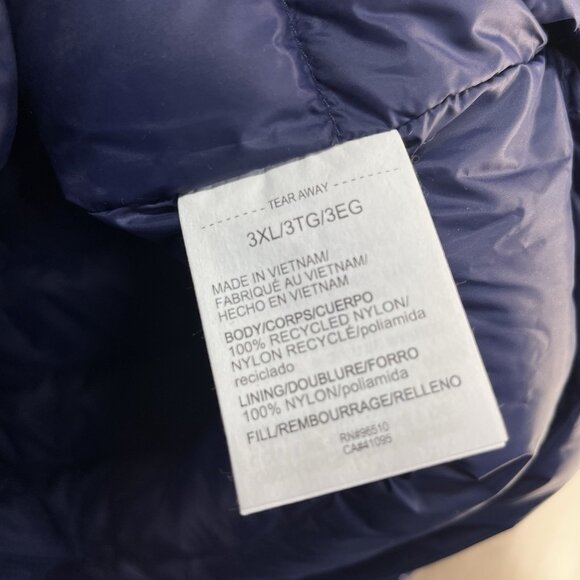 TEAR AWAY
3XL/3TG/3EG
MADE IN VIETNAM/
FABRIQUÉ AU VIETNAM/
HECHO EN VIETNAM
BODY/CORPS/CUERPO
100% RECYCLED NYLON/
NYLON RECYCLÉ/poliamida
reciclado
LINING/DOUBLURE/FORRO
100% NYLON/poliamida
FILL/REMBOURRAGE/RELLENO
RN#96510
CA#41095